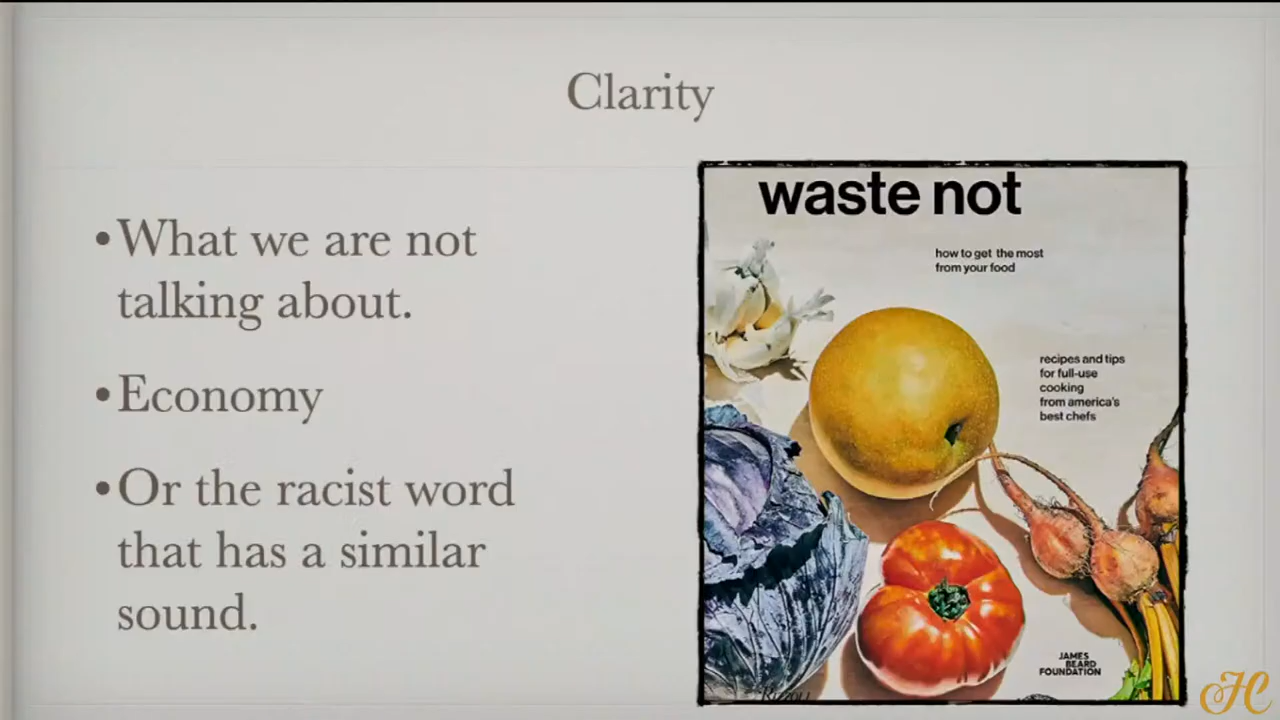 Clarity
•What we are not
talking about.
•Economy
•Or the racist word
that has a similar
sound.
waste not
how to get the most
from your food
recipes and tips
for full-use
cooking
from america's
best chefs
JAMES
BEARD
FOUNDATION
Rizzoli
H